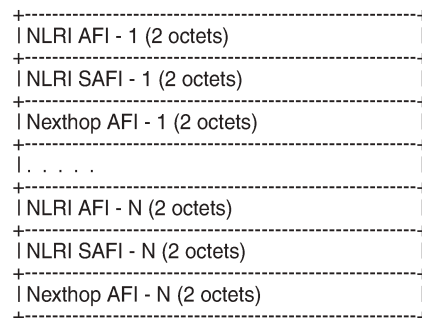 +-----------------------------------------------------+
| NLRI AFI - 1 (2 octets) |
+-----------------------------------------------------+
| NLRI SAFI - 1 (2 octets) |
+-----------------------------------------------------+
| Nexthop AFI - 1 (2 octets) |
+-----------------------------------------------------+
| . . . . . |
+-----------------------------------------------------+
| NLRI AFI - N (2 octets) |
+-----------------------------------------------------+
| NLRI SAFI - N (2 octets) |
+-----------------------------------------------------+
| Nexthop AFI - N (2 octets) |
+-----------------------------------------------------+